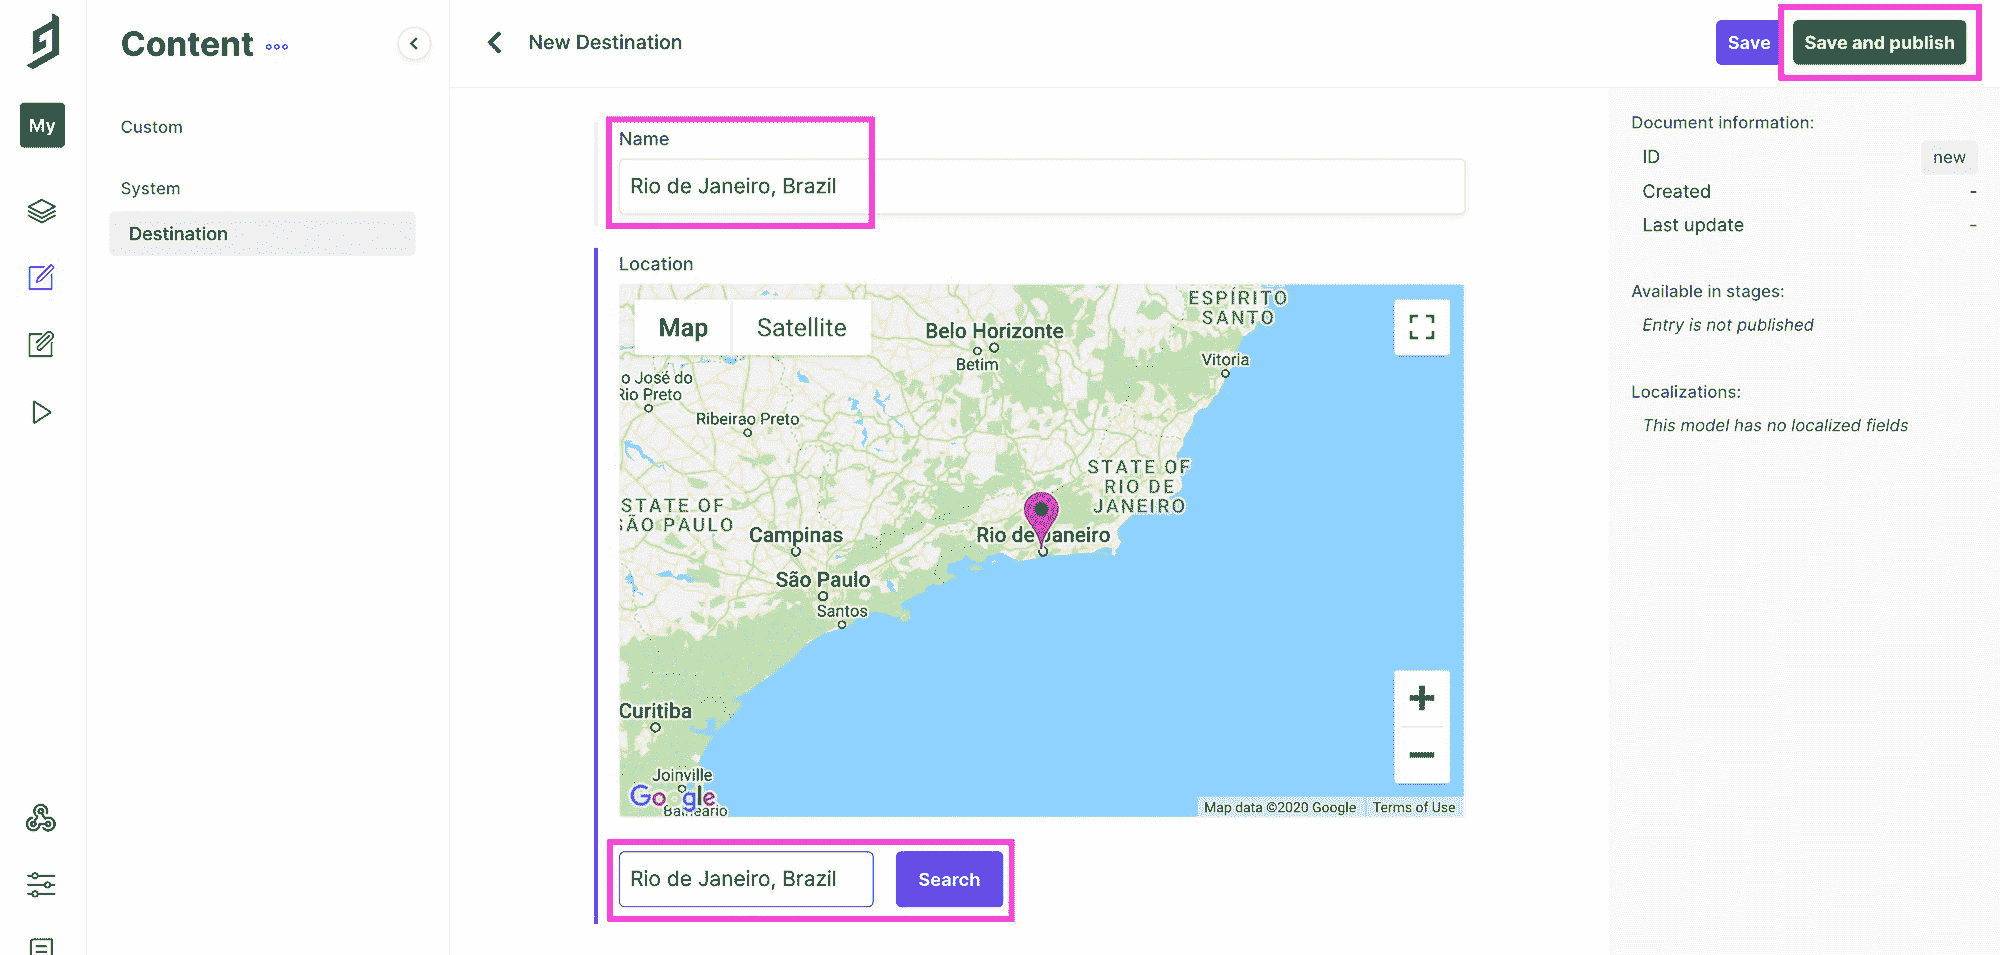 Content
New Destination
Save
Save and publish
My
Custom
System
Destination
Name
Rio de Janeiro, Brazil
Location
Map
Satellite
ESPÍRITO
SANTO
Belo Horizonte
Betim
Vitoria
o José do
Rio Preto
Ribeirao Preto
STATE OF
RIO DE
JANEIRO
STATE OF
SÃO PAULO
Campinas
Rio de Janeiro
São Paulo
Santos
Curitiba
Joinville
Google
Balneário
Map data ©2020 Google
Terms of Use
Rio de Janeiro, Brazil
Search
Document information:
ID
new
Created
-
Last update
-
Available in stages:
Entry is not published
Localizations:
This model has no localized fields